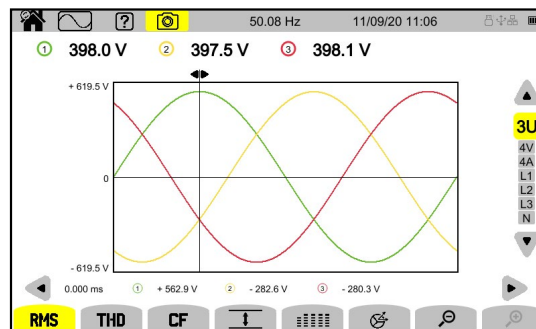 ? 50.08 Hz 11/09/20 11:06
1 398.0 V 2 397.5 V 3 398.1 V
+ 619.5 V
3U
4V
4A
L1
0
L2
L3
N
- 619.5 V
0.000 ms 1 + 562.9 V 2 - 282.6 V 3 - 280.3 V
RMS THD CF